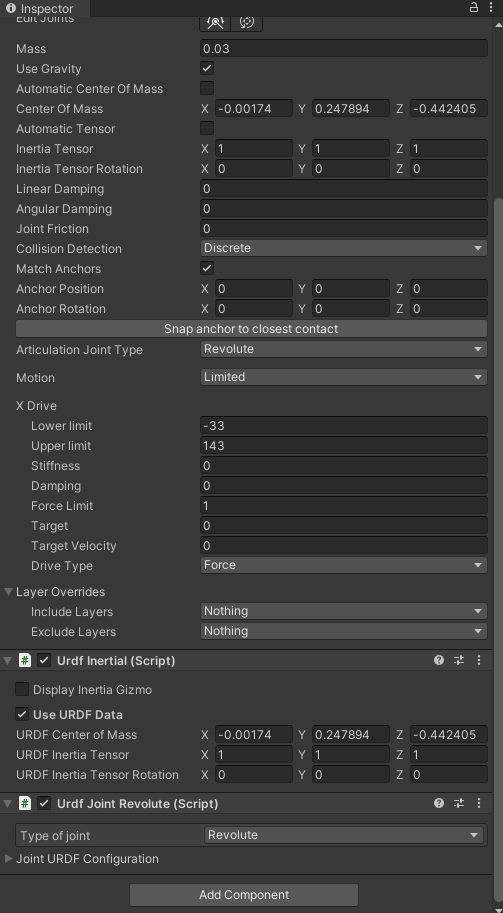 Inspector
Edit Joints
Mass 0.03
Use Gravity
Automatic Center Of Mass
Center Of Mass X -0.00174 Y 0.247894 Z -0.442405
Automatic Tensor
Inertia Tensor X 1 Y 1 Z 1
Inertia Tensor Rotation X 0 Y 0 Z 0
Linear Damping 0
Angular Damping 0
Joint Friction 0
Collision Detection Discrete
Match Anchors
Anchor Position X 0 Y 0 Z 0
Anchor Rotation X 0 Y 0 Z 0
Snap anchor to closest contact
Articulation Joint Type Revolute
Motion Limited
X Drive
Lower limit -33
Upper limit 143
Stiffness 0
Damping 0
Force Limit 1
Target 0
Target Velocity 0
Drive Type Force
Layer Overrides
Include Layers Nothing
Exclude Layers Nothing
# Urdf Inertial (Script)
Display Inertia Gizmo
Use URDF Data
URDF Center of Mass X -0.00174 Y 0.247894 Z -0.442405
URDF Inertia Tensor X 1 Y 1 Z 1
URDF Inertia Tensor Rotation X 0 Y 0 Z 0
# Urdf Joint Revolute (Script)
Type of joint Revolute
Joint URDF Configuration
Add Component